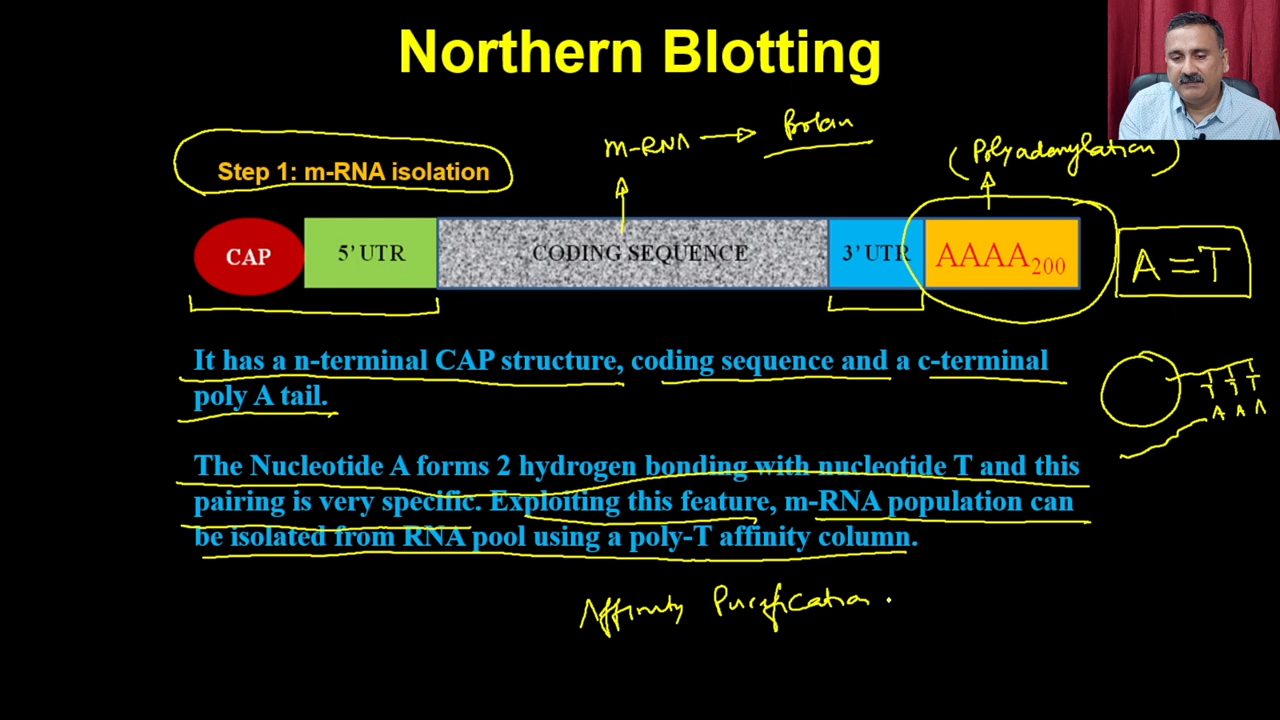 Northern Blotting
Step 1: m-RNA isolation
m-RNA
(Polyadenylation)
CAP
5' UTR
CODING SEQUENCE
3' UTR
AAAA200
A = T
It has a n-terminal CAP structure, coding sequence and a c-terminal
poly A tail.
T T T
A A A
The Nucleotide A forms 2 hydrogen bonding with nucleotide T and this
pairing is very specific. Exploiting this feature, m-RNA population can
be isolated from RNA pool using a poly-T affinity column.
Affinity Purification.